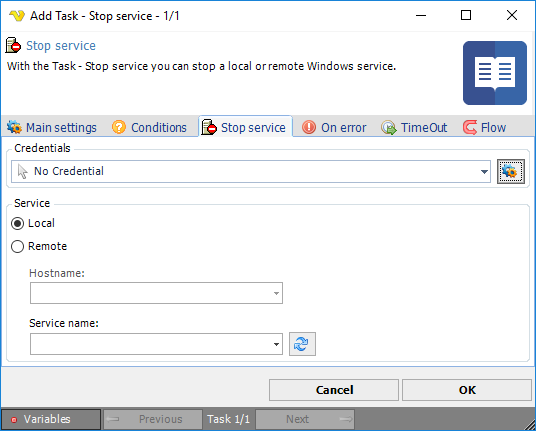 Add Task - Stop service - 1/1
Stop service
With the Task - Stop service you can stop a local or remote Windows service.
Main settings Conditions Stop service On error TimeOut Flow
Credentials
No Credential
Service
Local
Remote
Hostname:
Service name:
Cancel OK
Variables Previous Task 1/1 Next